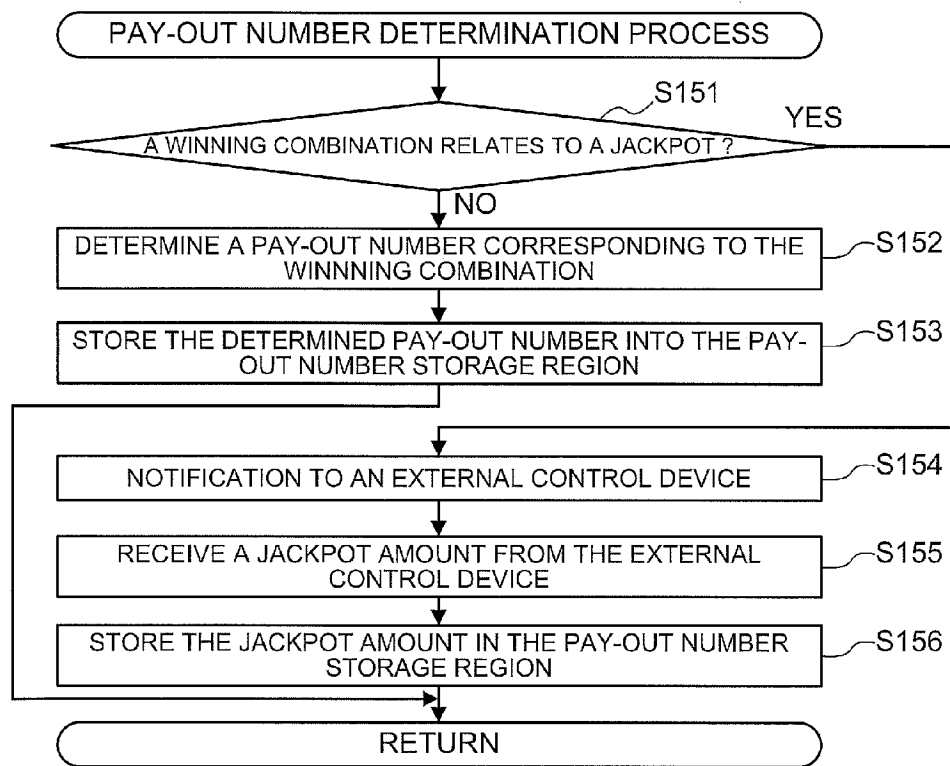 PAY-OUT NUMBER DETERMINATION PROCESS
S151
YES
A WINNING COMBINATION RELATES TO A JACKPOT ?
NO
DETERMINE A PAY-OUT NUMBER CORRESPONDING TO THE
WINNNING COMBINATION
S152
STORE THE DETERMINED PAY-OUT NUMBER INTO THE PAY-
OUT NUMBER STORAGE REGION
S153
NOTIFICATION TO AN EXTERNAL CONTROL DEVICE
S154
RECEIVE A JACKPOT AMOUNT FROM THE EXTERNAL
CONTROL DEVICE
S155
STORE THE JACKPOT AMOUNT IN THE PAY-OUT NUMBER
STORAGE REGION
S156
RETURN